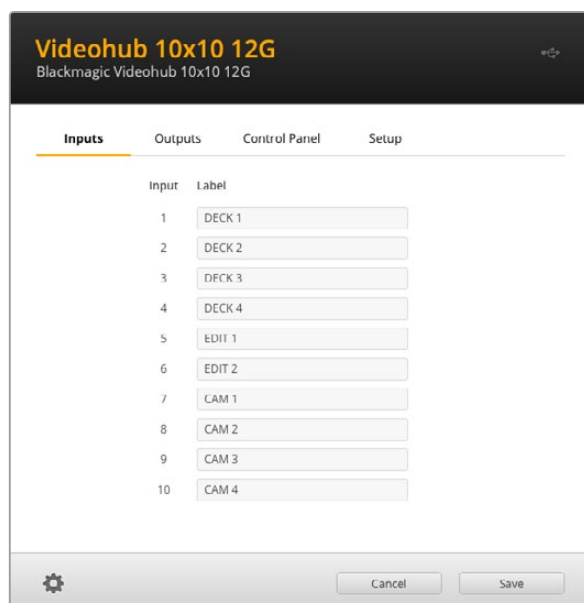 Videohub 10x10 12G
Blackmagic Videohub 10x10 12G
Inputs Outputs Control Panel Setup
Input Label
1 DECK 1
2 DECK 2
3 DECK 3
4 DECK 4
5 EDIT 1
6 EDIT 2
7 CAM 1
8 CAM 2
9 CAM 3
10 CAM 4
Cancel Save